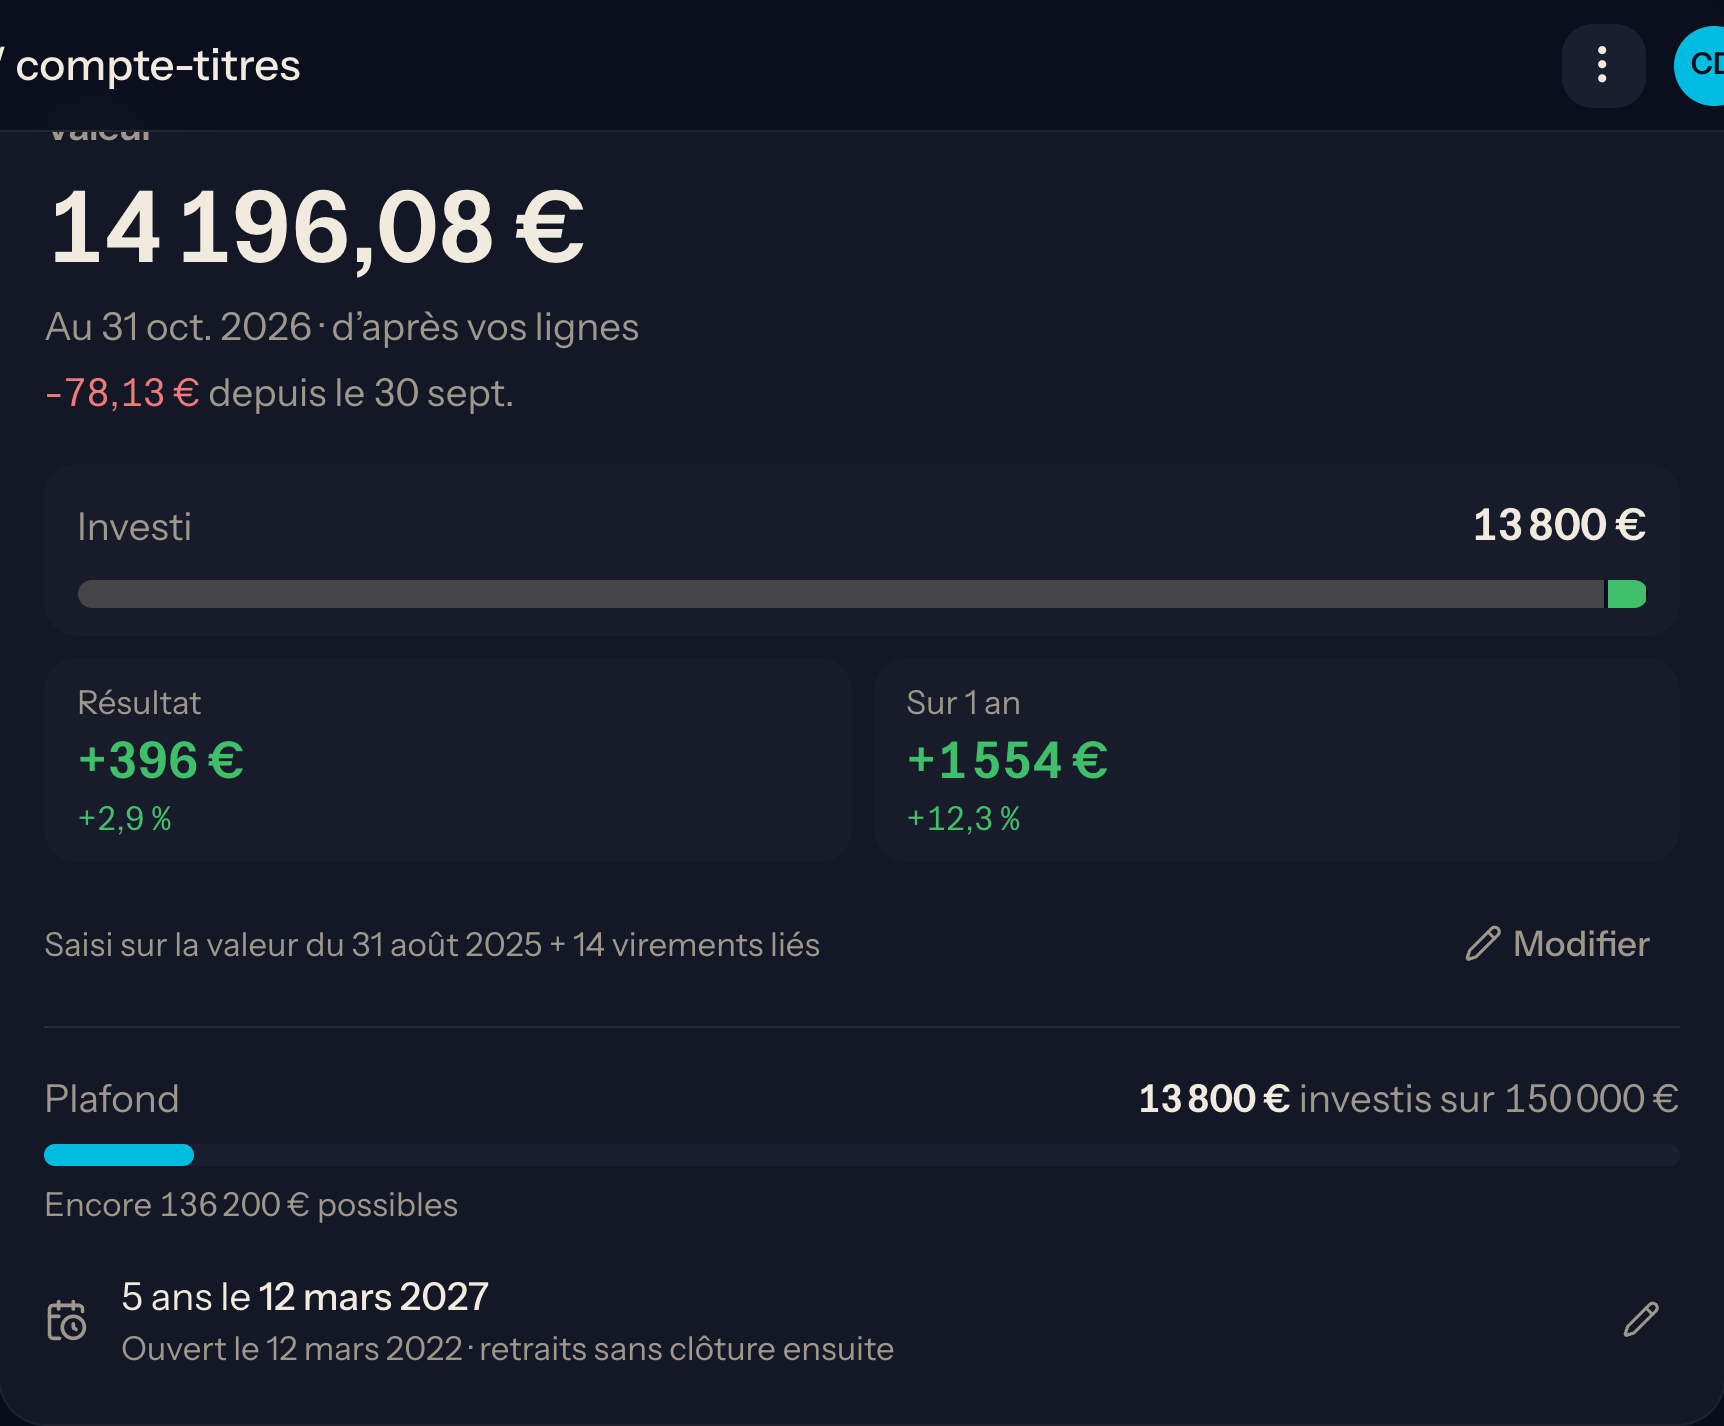 / compte-titres
CD
Valeur
14 196,08 €
Au 31 oct. 2026 · d’après vos lignes
-78,13 € depuis le 30 sept.
Investi
13 800 €
Résultat
+396 €
+2,9 %
Sur 1 an
+1 554 €
+12,3 %
Saisi sur la valeur du 31 août 2025 + 14 virements liés
Modifier
Plafond
13 800 € investis sur 150 000 €
Encore 136 200 € possibles
5 ans le 12 mars 2027
Ouvert le 12 mars 2022 · retraits sans clôture ensuite